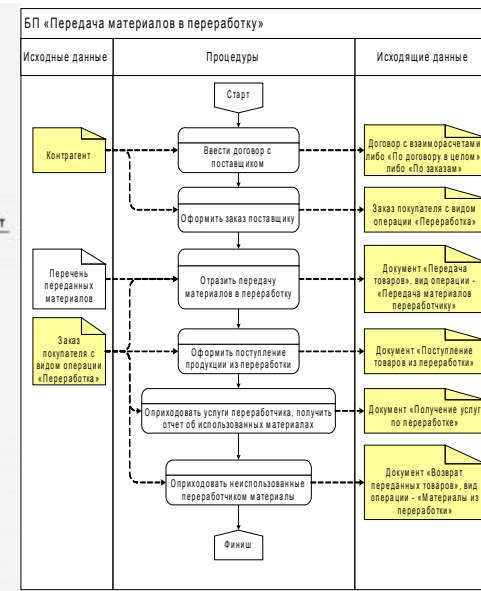 БП «Передача материалов в переработку»
Исходные данные
Процедуры
Исходящие данные
Старт
Контрагент
Ввести договор с
поставщиком
Договор с взаиморасчетами
либо «По договору в целом»
либо «По заказам»
Оформить заказ поставщику
Заказ покупателя с видом
операции «Переработка»
Перечень
переданных
материалов
Отразить передачу
материалов в переработку
Документ «Передача
товаров», вид операции -
«Передача материалов
переработчику»
Заказ
покупателя с
видом операции
«Переработка»
Оформить поступление
продукции из переработки
Документ «Поступление
товаров из переработки»
Оприходовать услуги переработчика, получить
отчет об использованных материалах
Документ «Получение услуг
по переработке»
Оприходовать неиспользованные
переработчиком материалы
Документ «Возврат
переданных товаров», вид
операции - «Материалы из
переработки»
Финиш